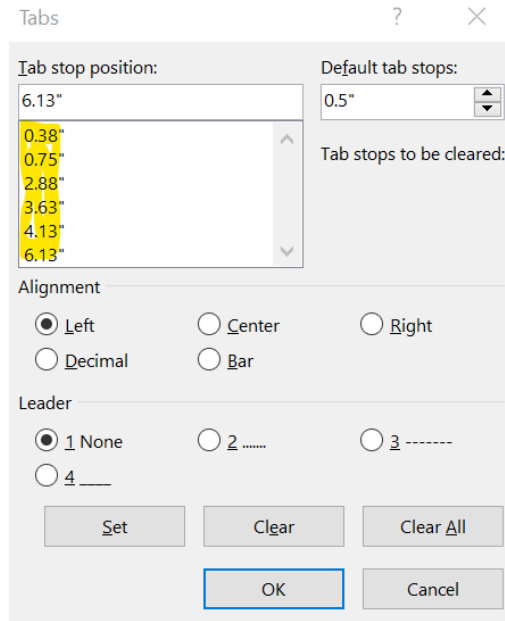 Tabs ?
Tab stop position:
Default tab stops:
6.13"
0.5"
0.38"
0.75"
2.88"
3.63"
4.13"
6.13"
Tab stops to be cleared:
Alignment
Left Center Right
Decimal Bar
Leader
1 None 2 ....... 3 -------
4 ____
Set Clear Clear All
OK Cancel